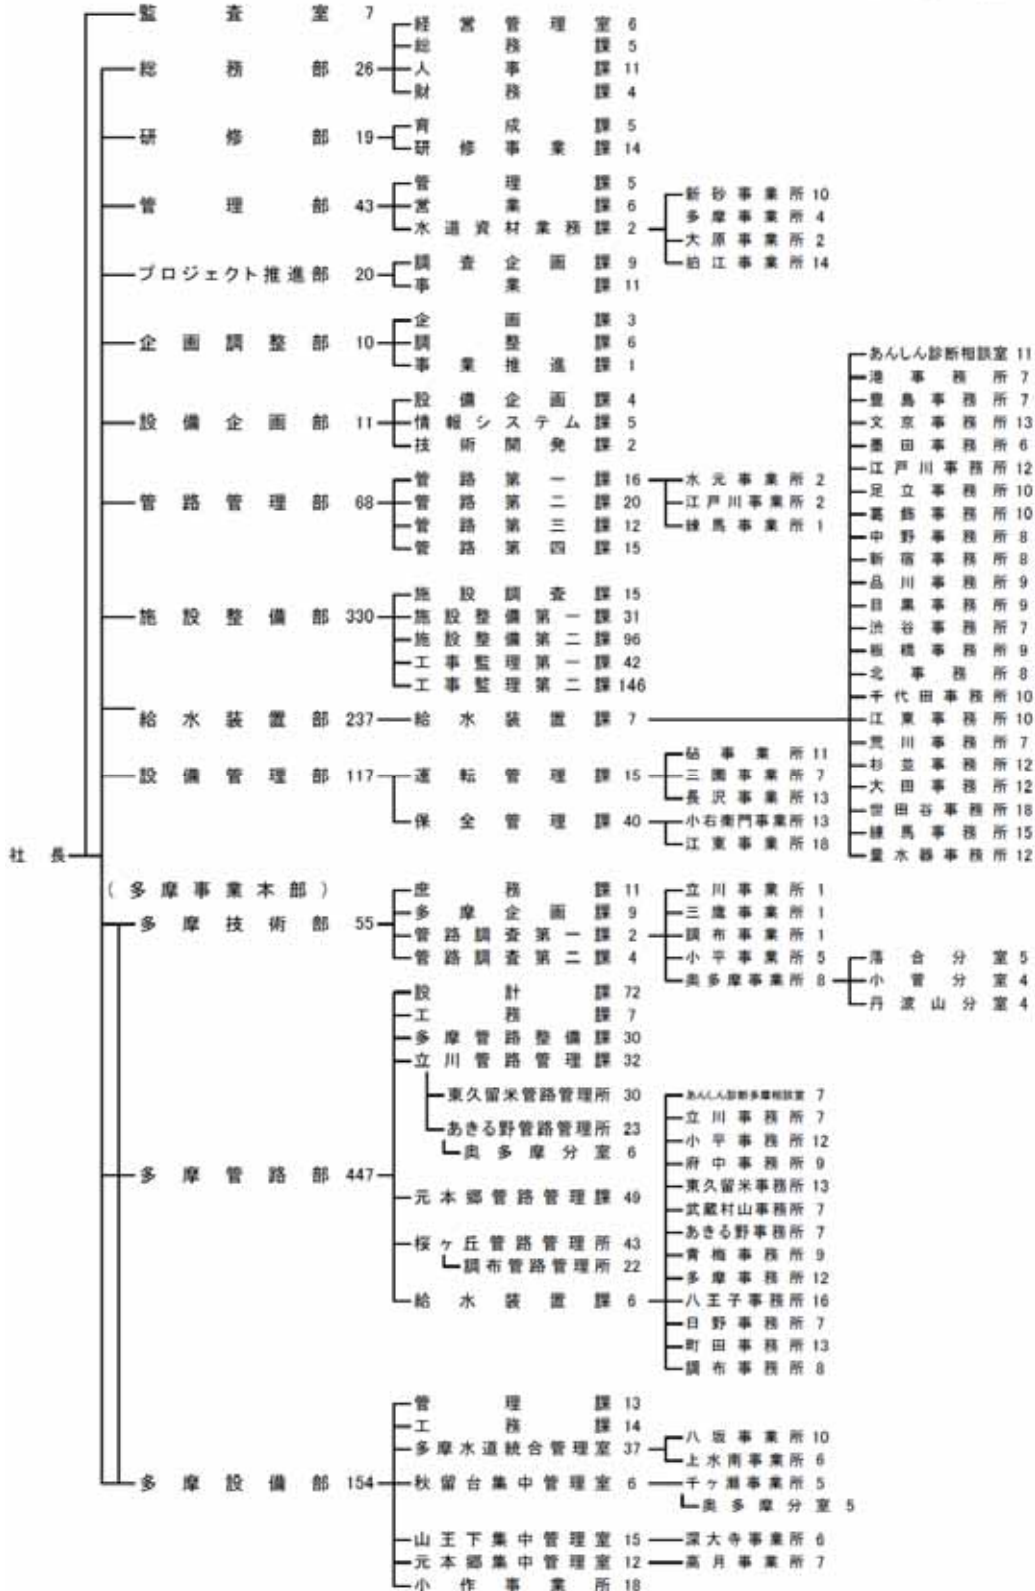 監査室 7
総務部 26
経営管理室 6
総務課 5
人事課 11
財務課 4
研修部 19
育成課 5
研修事業課 14
管理部 43
管理課 5
営業課 6
水道資材業務課 2
新砂事業所 10
多摩事業所 4
大原事業所 2
狛江事業所 14
プロジェクト推進部 20
調査企画課 9
事業課 11
企画調整部 10
企画課 3
調整課 6
事業推進課 1
設備企画部 11
設備企画課 4
情報システム課 5
技術開発課 2
管路管理部 68
管路第一課 16
管路第二課 20
管路第三課 12
管路第四課 15
水元事業所 2
江戸川事業所 2
練馬事業所 1
施設整備部 330
施設調査課 15
施設整備第一課 31
施設整備第二課 96
工事監理第一課 42
工事監理第二課 146
給水装置部 237
給水装置課 7
あんしん診断相談室 11
港事務所 7
豊島事務所 7
文京事務所 13
墨田事務所 6
江戸川事務所 12
足立事務所 10
葛飾事務所 10
中野事務所 8
新宿事務所 8
品川事務所 9
目黒事務所 9
渋谷事務所 7
板橋事務所 9
北事務所 8
千代田事務所 10
江東事務所 10
荒川事務所 7
杉並事務所 12
大田事務所 12
世田谷事務所 18
練馬事務所 15
量水器事務所 12
設備管理部 117
運転管理課 15
砧事業所 11
三園事業所 7
長沢事業所 13
保全管理課 40
小右衛門事業所 13
江東事業所 18
社長
(多摩事業本部)
多摩技術部 55
庶務課 11
多摩企画課 9
管路調査第一課 2
管路調査第二課 4
立川事業所 1
三鷹事業所 1
調布事業所 1
小平事業所 5
奥多摩事業所 8
落合分室 5
小菅分室 4
丹波山分室 4
多摩管路部 447
設計課 72
工務課 7
多摩管路整備課 30
立川管路管理課 32
東久留米管路管理所 30
あきる野管路管理所 23
奥多摩分室 6
元本郷管路管理課 49
桜ヶ丘管路管理所 43
調布管路管理所 22
給水装置課 6
あんしん診断多摩相談室 7
立川事務所 7
小平事務所 12
府中事務所 9
東久留米事務所 13
武蔵村山事務所 7
あきる野事務所 7
青梅事務所 9
多摩事務所 12
八王子事務所 16
日野事務所 7
町田事務所 13
調布事務所 8
多摩設備部 154
管理課 13
工務課 14
多摩水道統合管理室 37
八坂事業所 10
上水南事業所 6
秋留台集中管理室 6
千ヶ瀬事業所 5
奥多摩分室 5
山王下集中管理室 15
深大寺事業所 6
元本郷集中管理室 12
高月事業所 7
小作事業所 18